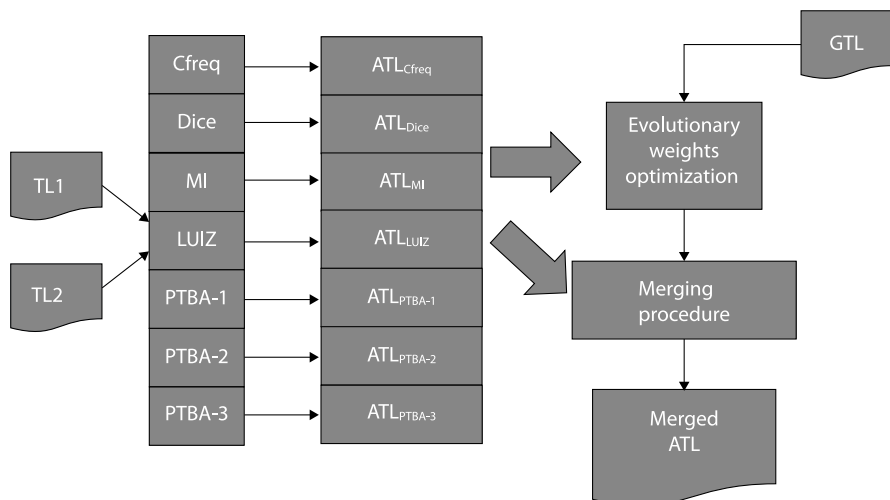 TL1
TL2
Cfreq
Dice
MI
LUIZ
PTBA-1
PTBA-2
PTBA-3
ATLCfreq
ATLDice
ATLMI
ATLLUIZ
ATLPTBA-1
ATLPTBA-2
ATLPTBA-3
GTL
Evolutionary
weights
optimization
Merging
procedure
Merged
ATL